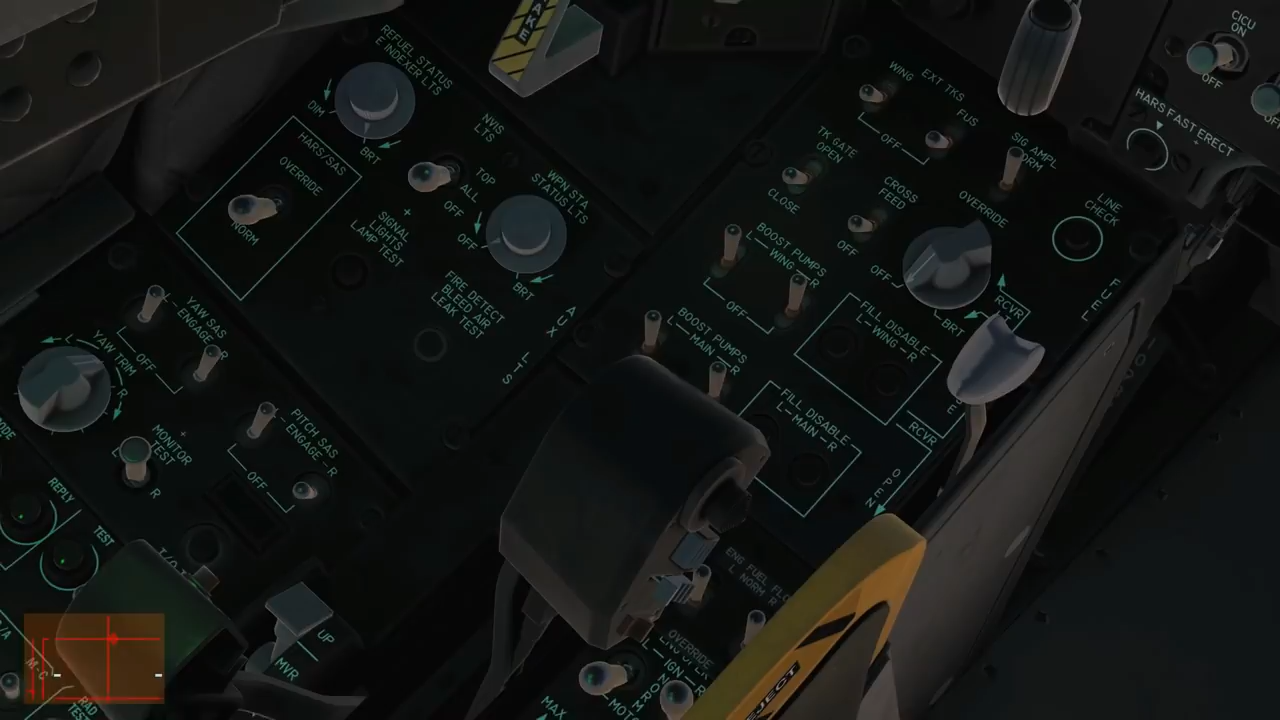 REFUEL STATUS
E INDEXER LTS
DIM
BRT
HARS/SAS
OVERRIDE
NORM
NVIS
LTS
TOP
ALL
OFF
WPN STA
STATUS LTS
OFF
BRT
SIGNAL
LIGHTS
LAMP TEST
FIRE DETECT
BLEED AIR
LEAK TEST
AUX LTS
YAW SAS
ENGAGE R
OFF
YAW TRIM
R
MONITOR
TEST
R
PITCH SAS
ENGAGE R
OFF
REPLY
TEST
UP
MVR
M-C
RAD
TEST
EXT TKS
WING
FUS
OFF
TK GATE
OPEN
CLOSE
CROSS
FEED
OFF
SIG AMPL
OVERRIDE
LINE
CHECK
BOOST PUMPS
WING R
OFF
BOOST PUMPS
MAIN R
FILL DISABLE
L-WING-R
FILL DISABLE
L-MAIN-R
OFF
BRT
RCVR
RCVR
OPEN
FUEL
ENG FUEL
L NORM R
OVERRIDE
IGN
MAX
CICU
ON
OFF
HARS FAST ERECT
EJECT